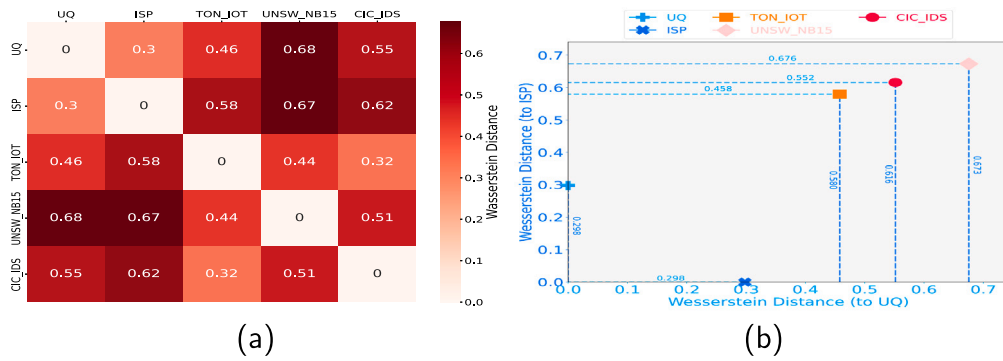 UQ ISP TON_IOT UNSW_NB15 CIC_IDS
UQ 0 0.3 0.46 0.68 0.55
ISP 0.3 0 0.58 0.67 0.62
TON_IOT 0.46 0.58 0 0.44 0.32
UNSW_NB15 0.68 0.67 0.44 0 0.51
CIC_IDS 0.55 0.62 0.32 0.51 0
0.6
0.5
0.4
0.3
0.2
0.1
0.0
Wasserstein Distance
(a)
UQ TON_IOT CIC_IDS
ISP UNSW_NB15
0.7
0.6
0.5
0.4
0.3
0.2
0.1
0.0
Wesserstein Distance (to ISP)
0.676
0.552
0.458
0.298
0.580
0.616
0.673
0.298
0.0 0.1 0.2 0.3 0.4 0.5 0.6 0.7
Wesserstein Distance (to UQ)
(b)